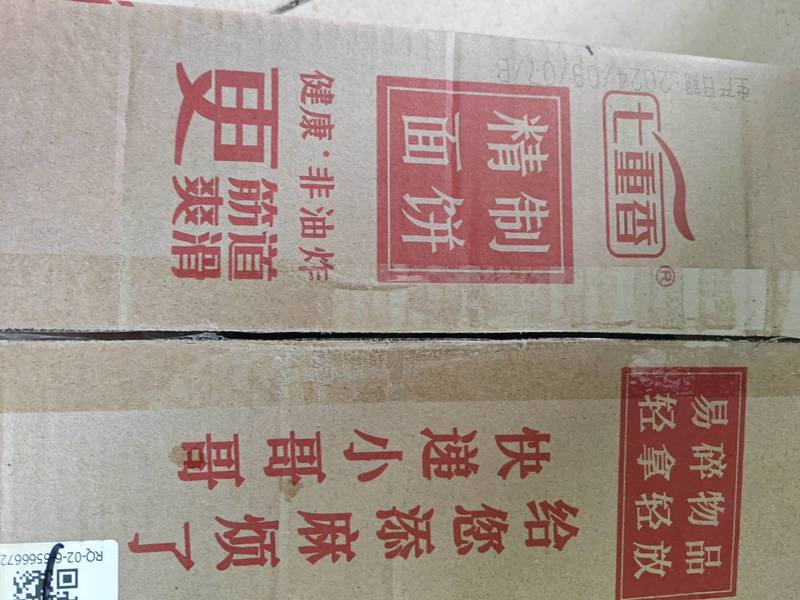 生产日期:2024/09/07/B
七重香®
精制
面饼
健康·非油炸
更
筋道
爽滑
易碎物品
轻拿轻放
快递小哥哥
给您添麻烦了